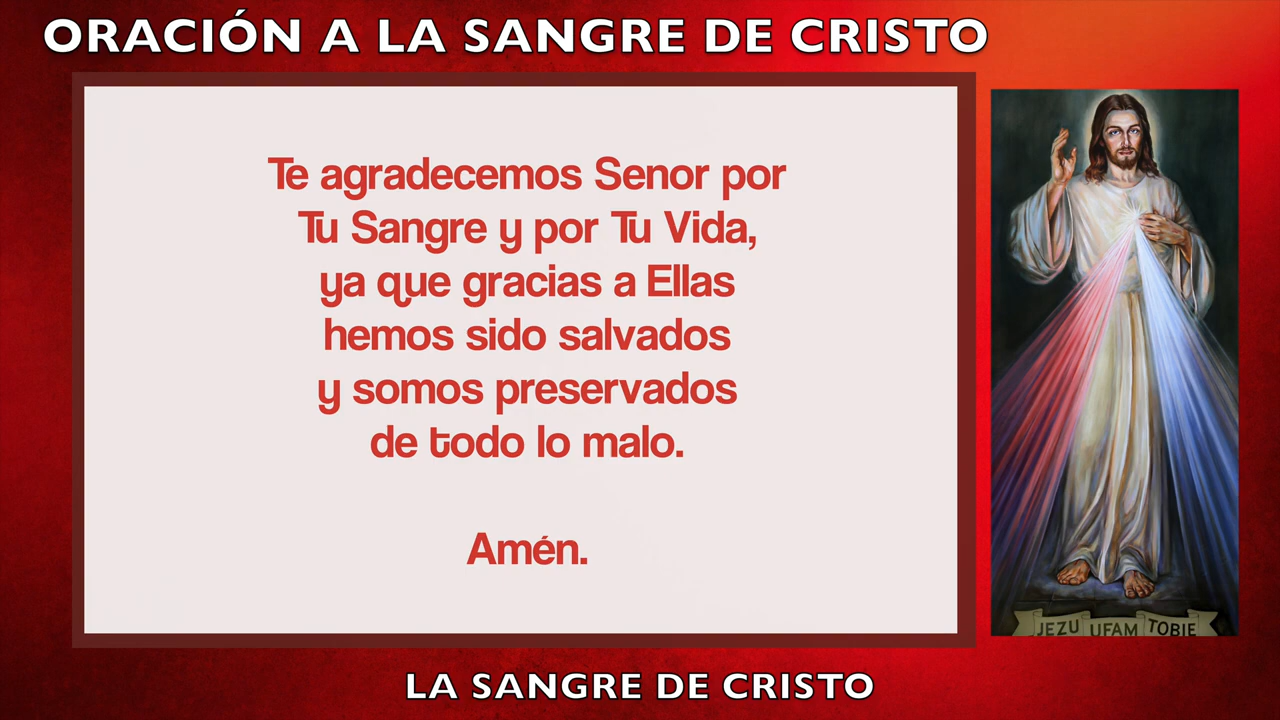 ORACIÓN A LA SANGRE DE CRISTO
Te agradecemos Senor por
Tu Sangre y por Tu Vida,
ya que gracias a Ellas
hemos sido salvados
y somos preservados
de todo lo malo.
Amén.
JEZU UFAM TOBIE
LA SANGRE DE CRISTO